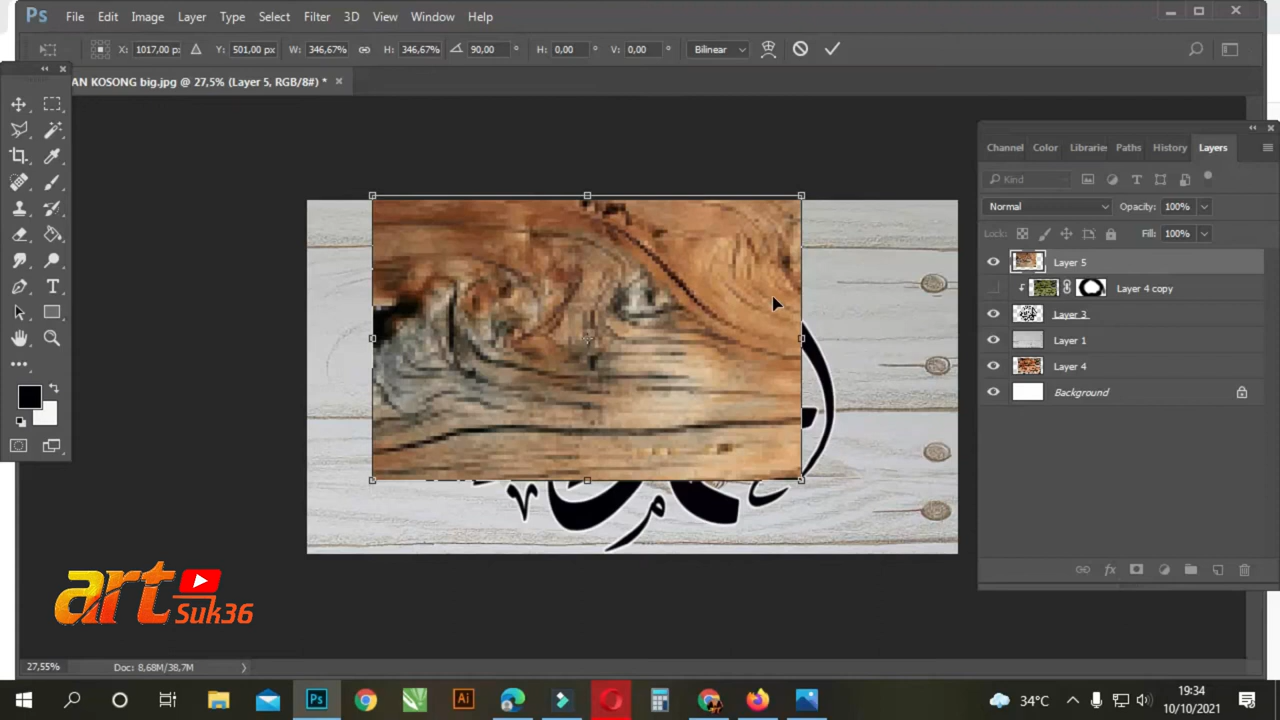 Ps File Edit Image Layer Type Select Filter 3D View Window Help
X: 1017,00 px Y: 501,00 px W: 346,67% H: 346,67% 90,00 ° H: 0,00 ° V: 0,00 ° Bilinear
AN KOSONG big.jpg @ 27,5% (Layer 5, RGB/8#) * ×
Channel Color Librarie Paths History Layers
Kind
Normal Opacity: 100%
Lock: Fill: 100%
Layer 5
Layer 4 copy
Layer 3
Layer 1
Layer 4
Background
art
Suk36
27,55% Doc: 8,68M/38,7M
Ps Ai 34°C 19:34
10/10/2021 5